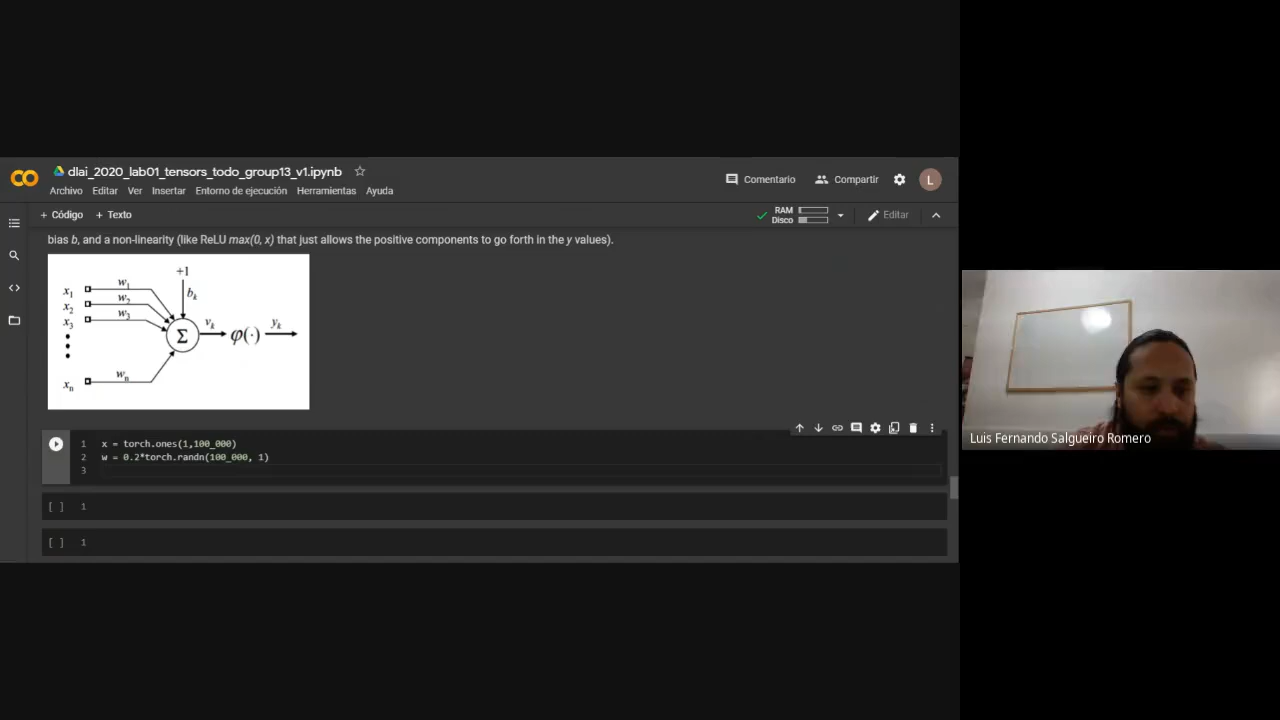 dlai_2020_lab01_tensors_todo_group13_v1.ipynb
Comentario
Compartir
L
Archivo
Editar
Ver
Insertar
Entorno de ejecución
Herramientas
Ayuda
+ Código
+ Texto
RAM
Disco
Editar
bias b, and a non-linearity (like ReLU max(0, x) that just allows the positive components to go forth in the y values).
+1
x1
w1
bk
x2
w2
x3
w3
Σ
vk
φ(·)
yk
xn
wn
1 x = torch.ones(1,100_000)
2 w = 0.2*torch.randn(100_000, 1)
3
[ ] 1
[ ] 1
Luis Fernando Salgueiro Romero